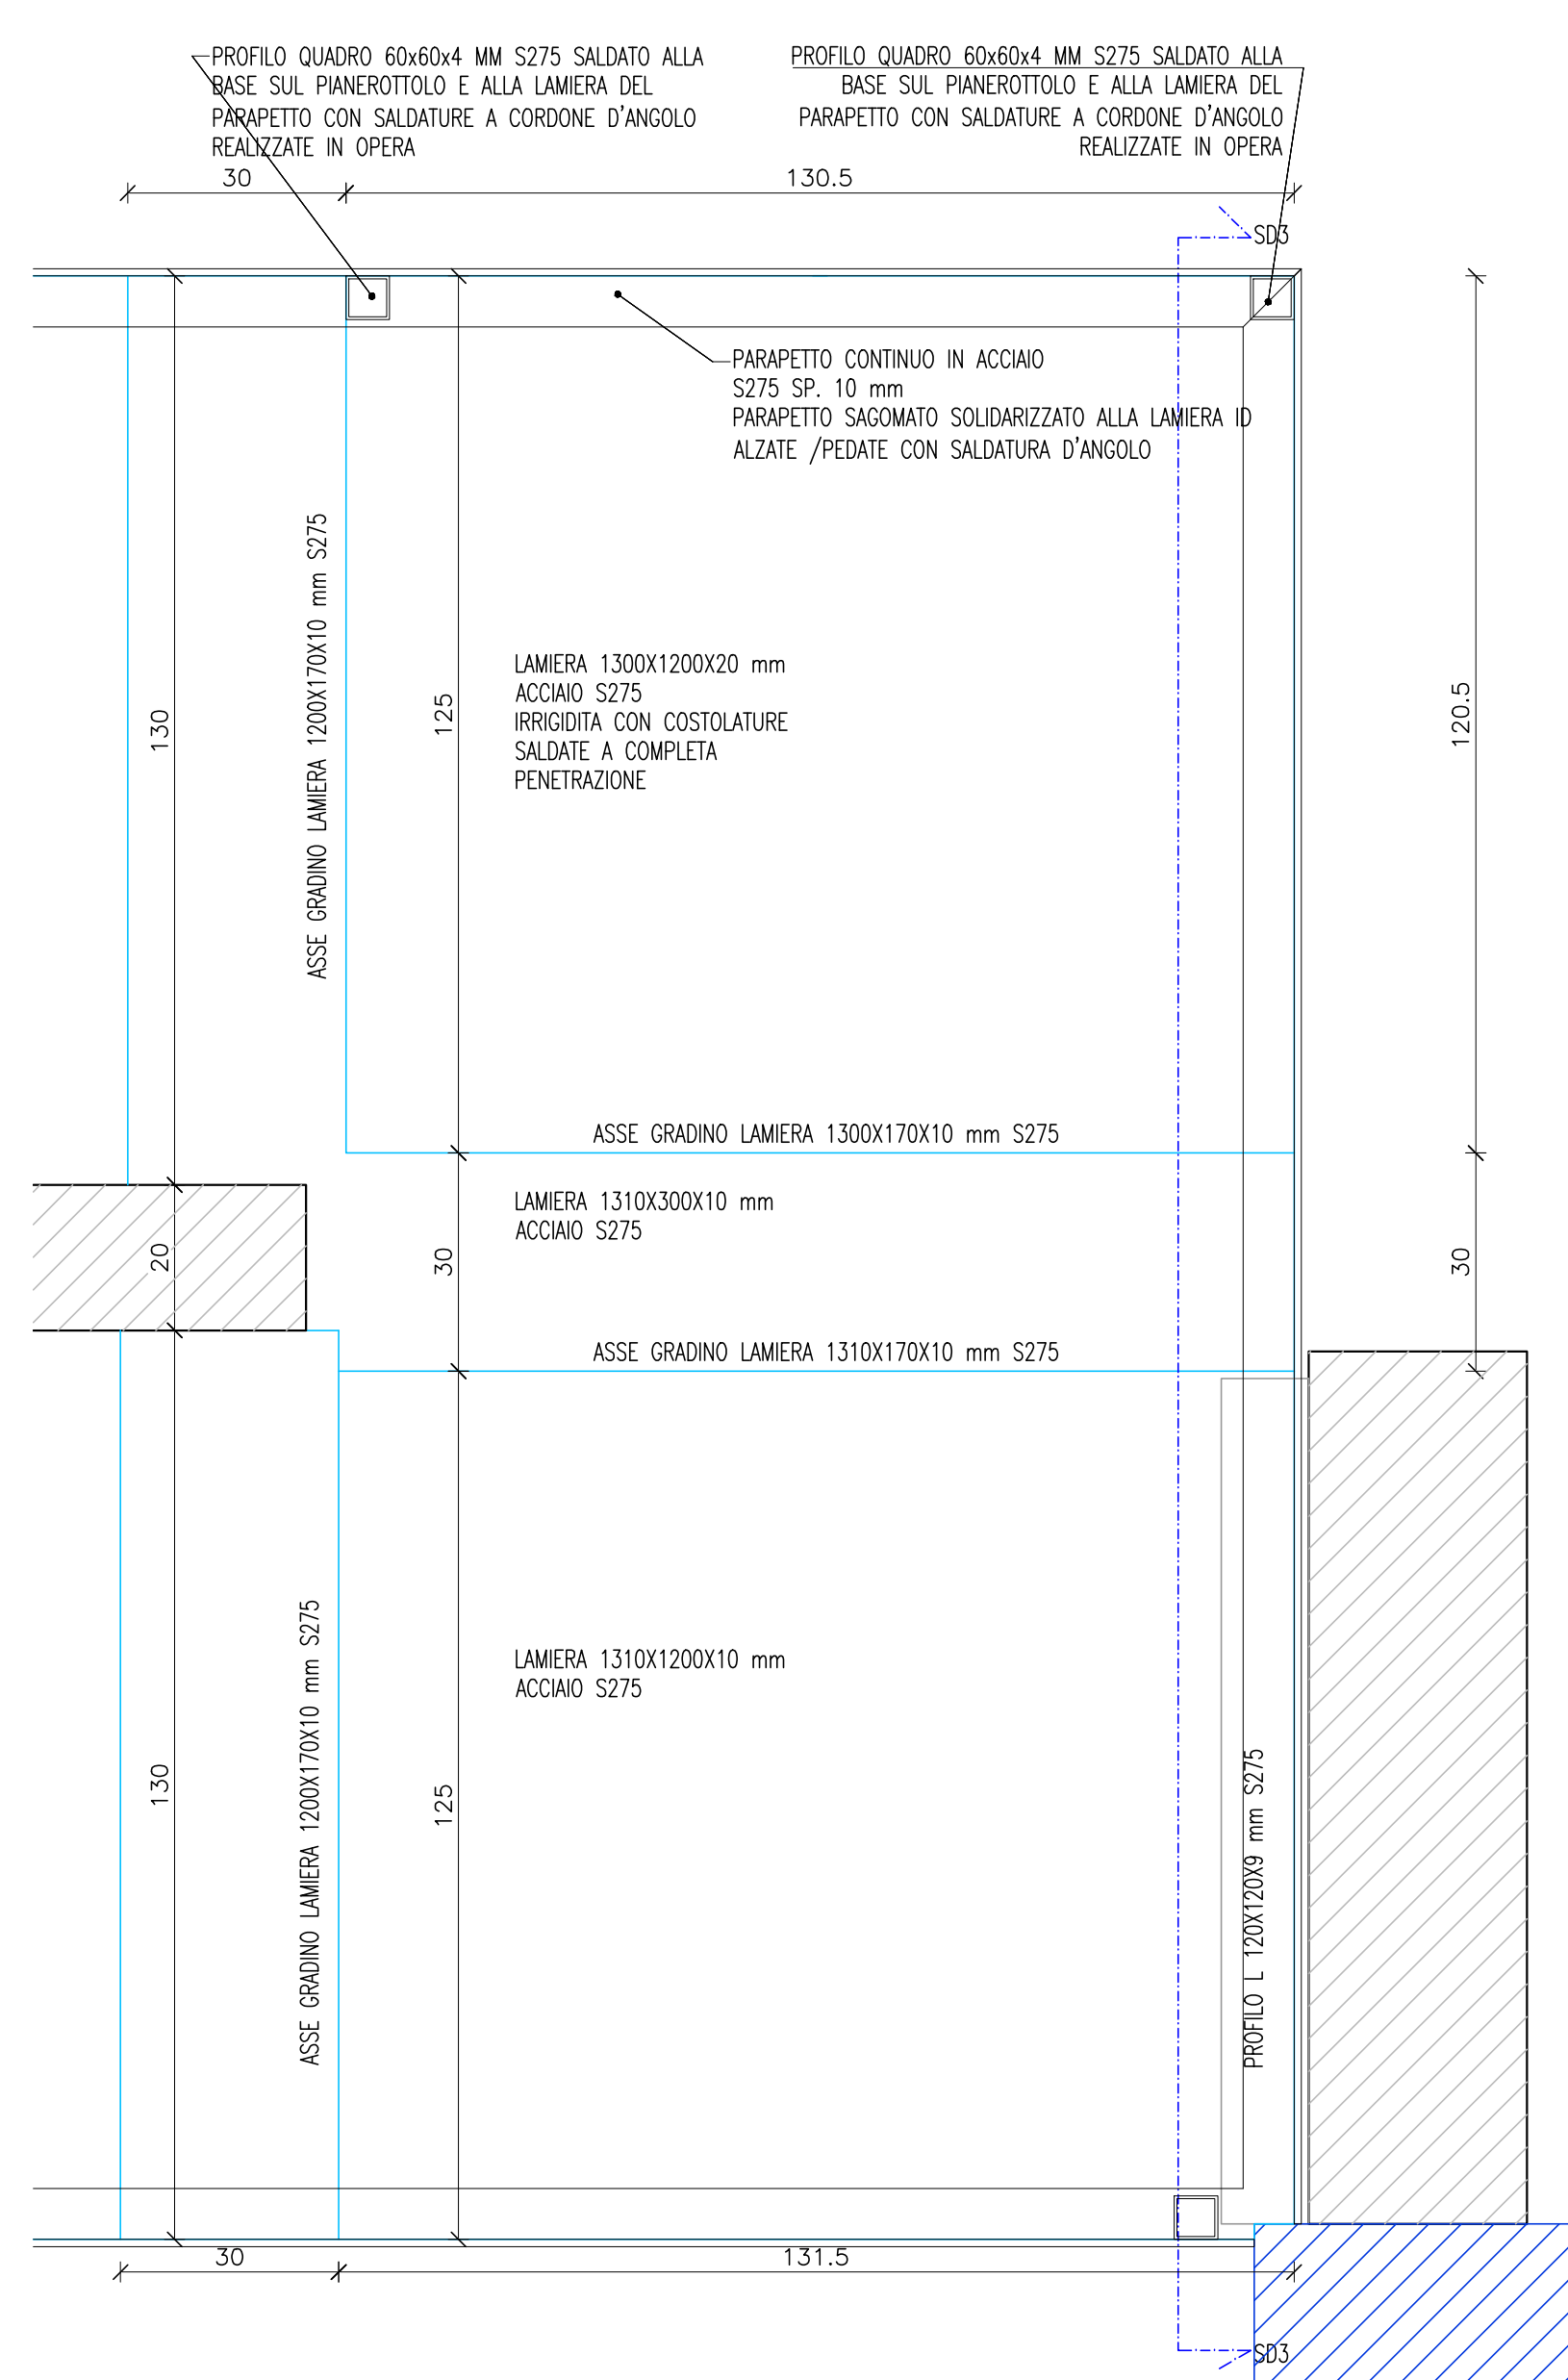 PROFILO QUADRO 60x60x4 MM S275 SALDATO ALLA
BASE SUL PIANEROTTOLO E ALLA LAMIERA DEL
PARAPETTO CON SALDATURE A CORDONE D'ANGOLO
REALIZZATE IN OPERA
PROFILO QUADRO 60x60x4 MM S275 SALDATO ALLA
BASE SUL PIANEROTTOLO E ALLA LAMIERA DEL
PARAPETTO CON SALDATURE A CORDONE D'ANGOLO
REALIZZATE IN OPERA
30
130.5
SD3
PARAPETTO CONTINUO IN ACCIAIO
S275 SP. 10 mm
PARAPETTO SAGOMATO SOLIDARIZZATO ALLA LAMIERA ID
ALZATE /PEDATE CON SALDATURA D'ANGOLO
130
ASSE GRADINO LAMIERA 1200X170X10 mm S275
125
LAMIERA 1300X1200X20 mm
ACCIAIO S275
IRRIGIDITA CON COSTOLATURE
SALDATE A COMPLETA
PENETRAZIONE
120.5
ASSE GRADINO LAMIERA 1300X170X10 mm S275
LAMIERA 1310X300X10 mm
ACCIAIO S275
20
30
30
ASSE GRADINO LAMIERA 1310X170X10 mm S275
130
ASSE GRADINO LAMIERA 1200X170X10 mm S275
125
LAMIERA 1310X1200X10 mm
ACCIAIO S275
PROFILO L 120X120X9 mm S275
30
131.5
SD3